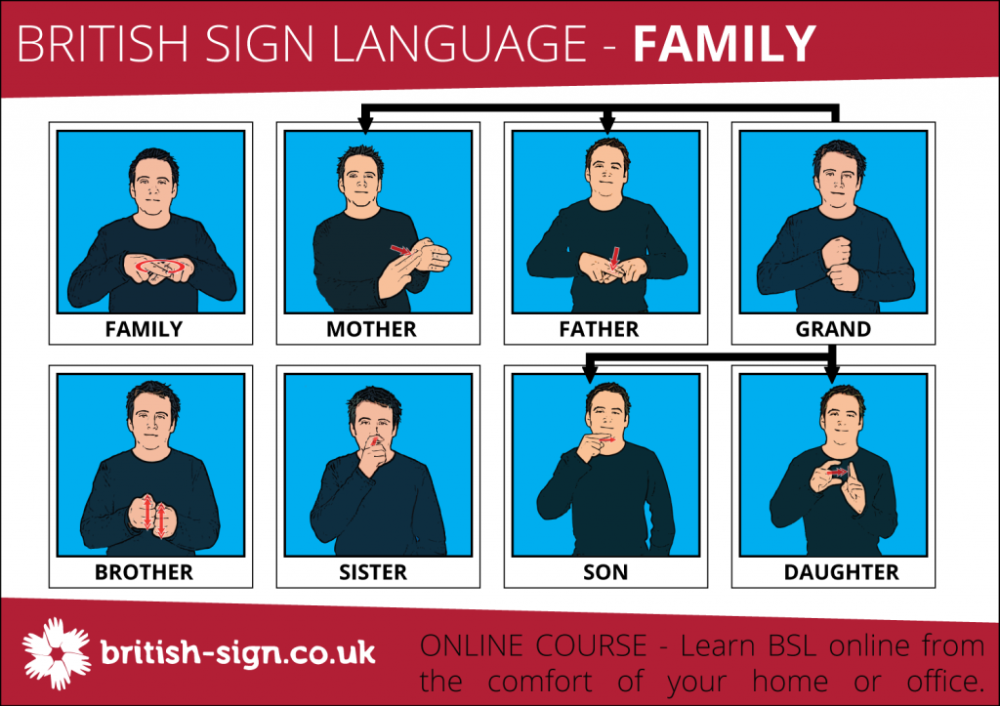 BRITISH SIGN LANGUAGE - FAMILY
FAMILY
MOTHER
FATHER
GRAND
BROTHER
SISTER
SON
DAUGHTER
british-sign.co.uk
ONLINE COURSE - Learn BSL online from
the comfort of your home or office.